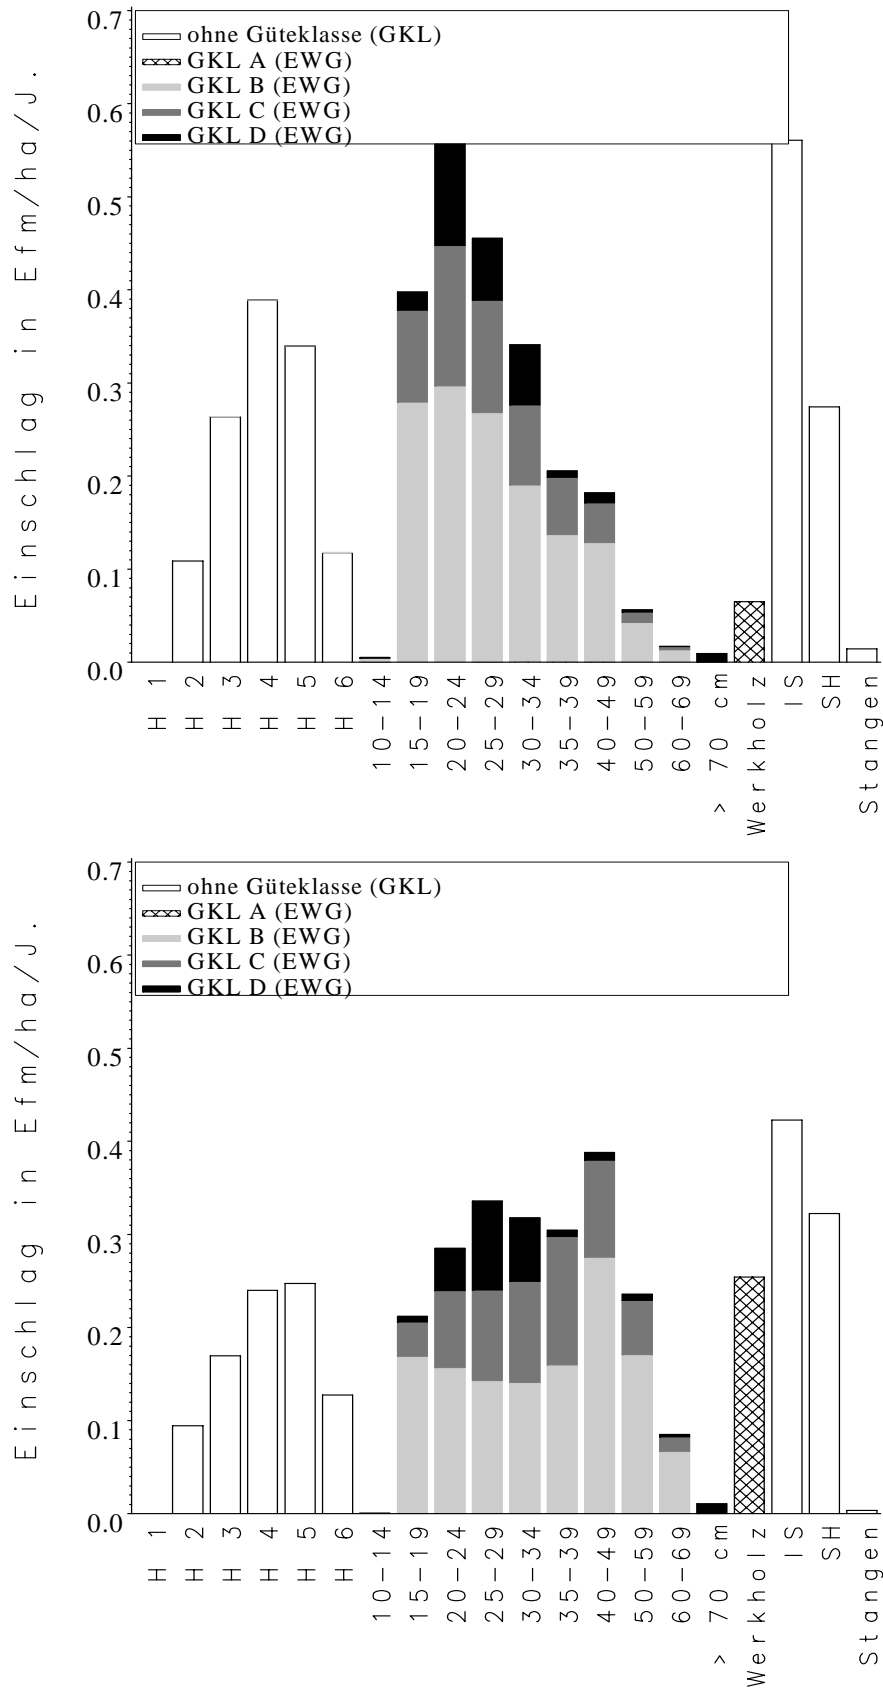 Einschlag in Efm/ha/J.
0.7
0.6
0.5
0.4
0.3
0.2
0.1
0.0
ohne Güteklasse (GKL)
GKL A (EWG)
GKL B (EWG)
GKL C (EWG)
GKL D (EWG)
H 1
H 2
H 3
H 4
H 5
H 6
10-14
15-19
20-24
25-29
30-34
35-39
40-49
50-59
60-69
> 70 cm
Werkholz
IS
SH
Stangen
Einschlag in Efm/ha/J.
0.7
0.6
0.5
0.4
0.3
0.2
0.1
0.0
ohne Güteklasse (GKL)
GKL A (EWG)
GKL B (EWG)
GKL C (EWG)
GKL D (EWG)
H 1
H 2
H 3
H 4
H 5
H 6
10-14
15-19
20-24
25-29
30-34
35-39
40-49
50-59
60-69
> 70 cm
Werkholz
IS
SH
Stangen